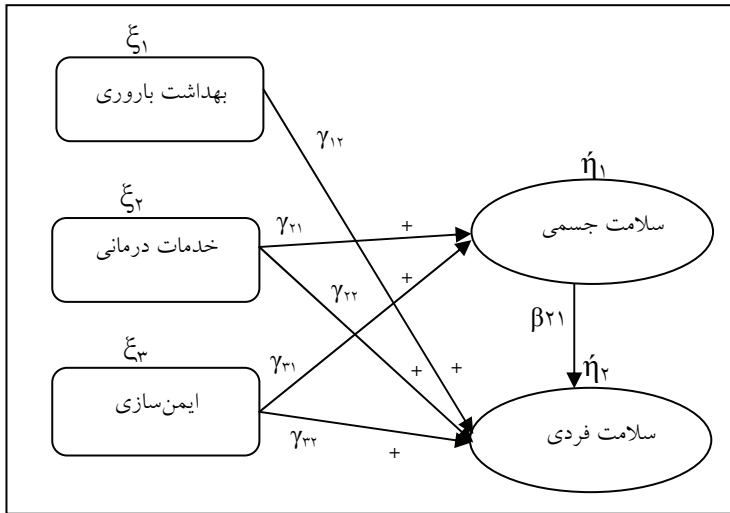 ξ۱
بهداشت باروری
γ۱۲
ή۱
سلامت جسمی
ξ۲
خدمات درمانی
γ۲۱
+
+
γ۲۲
β۲۱
ξ۳
ایمن‌سازی
γ۳۱
+
+
ή۲
سلامت فردی
γ۳۲
+